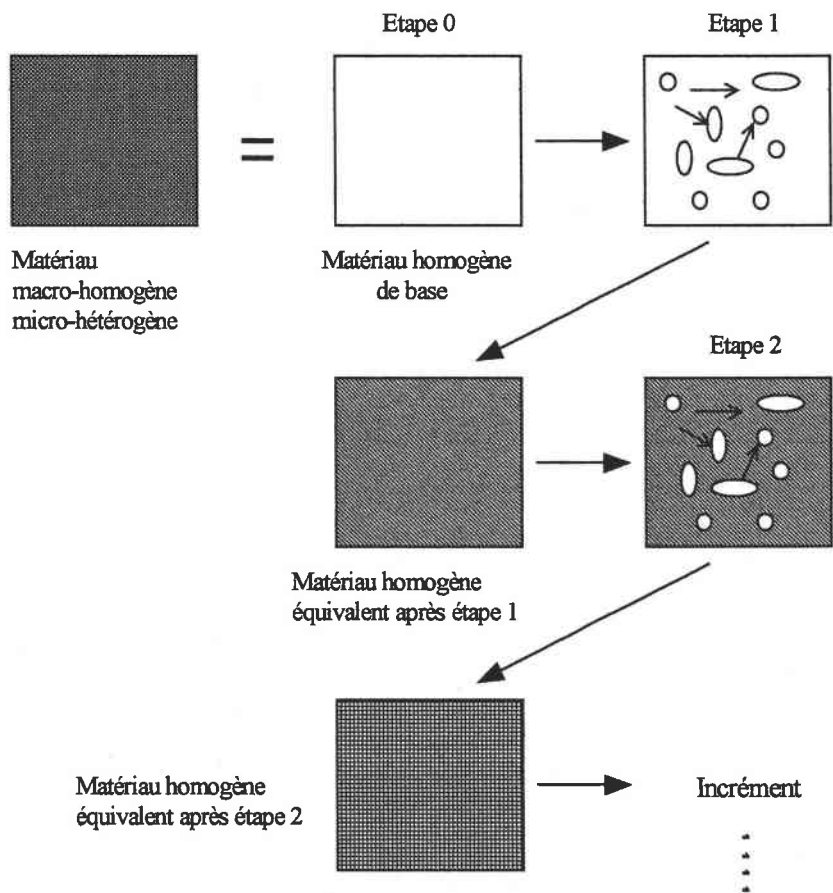 Etape 0
Etape 1
Matériau
macro-homogène
micro-hétérogène
=
Matériau homogène
de base
Etape 2
Matériau homogène
équivalent après étape 1
Matériau homogène
équivalent après étape 2
Incrément